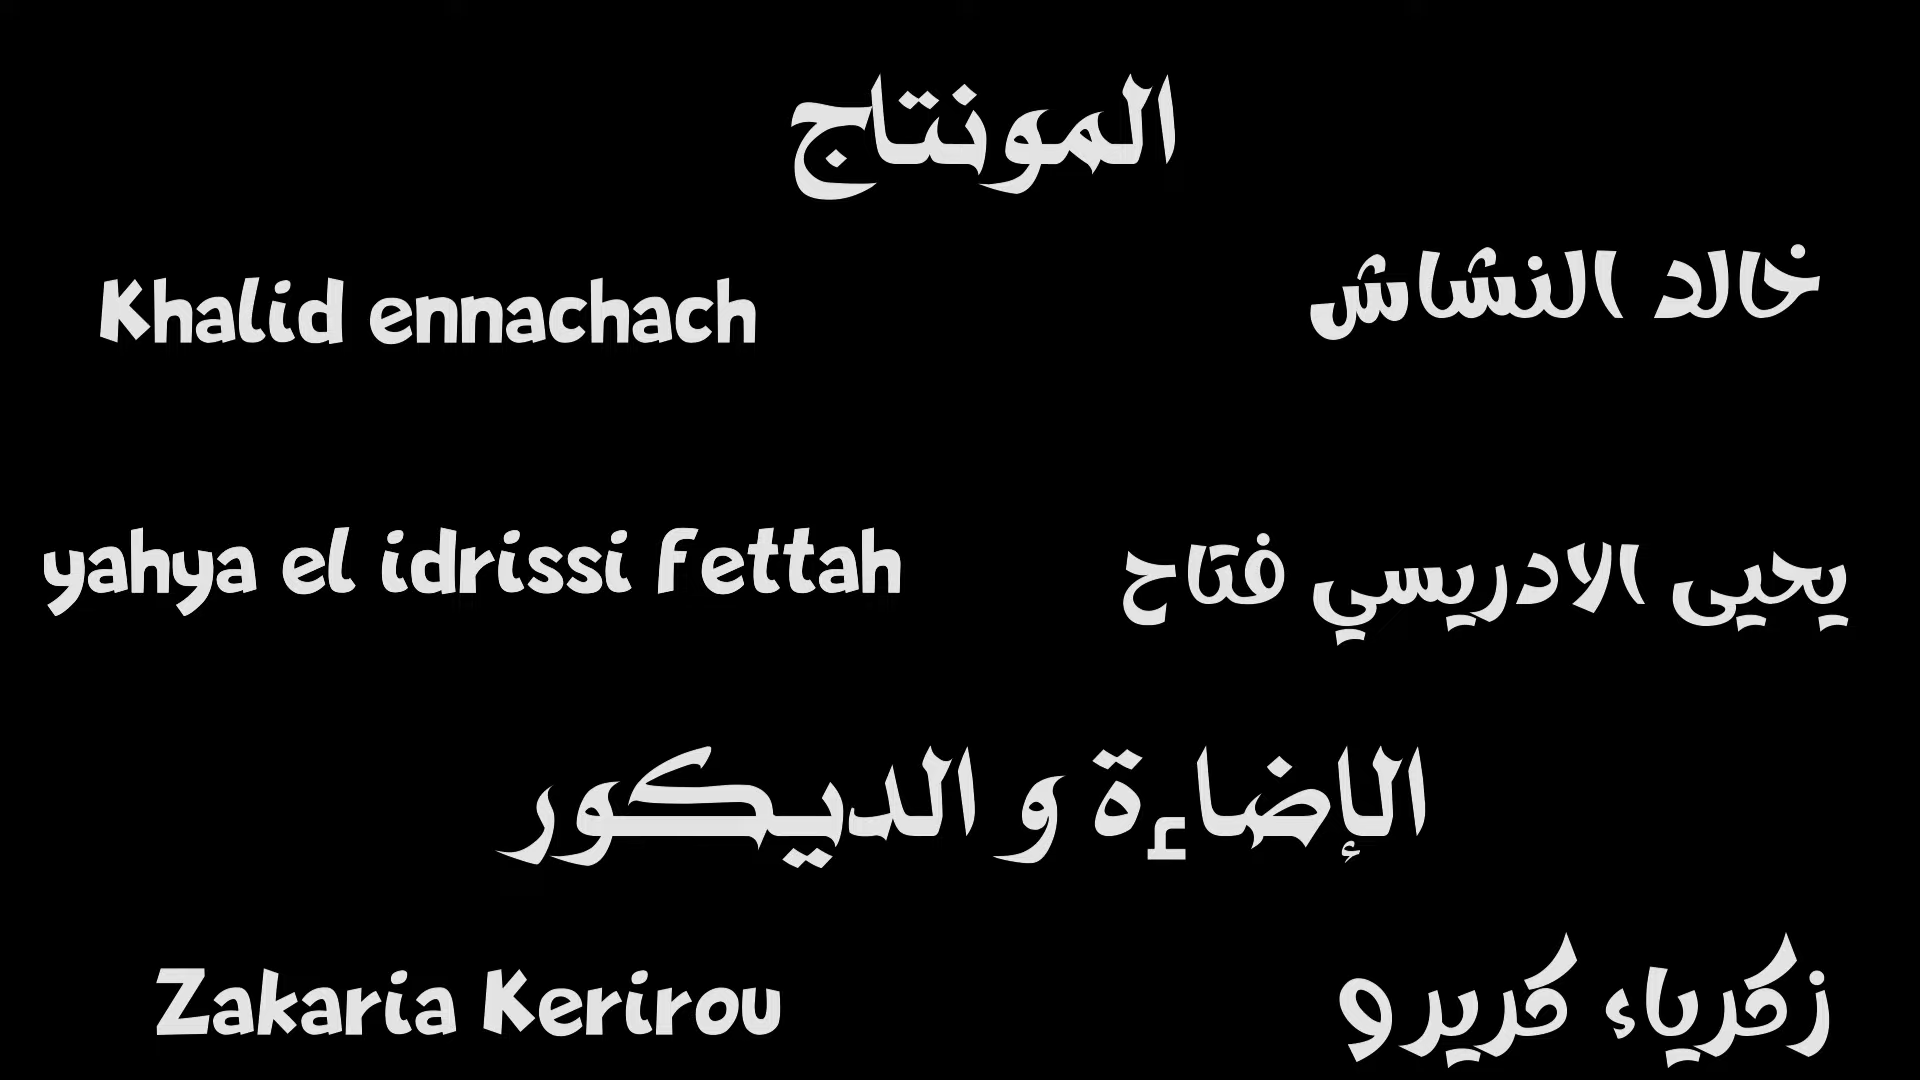 المونتاج
Khalid ennachach
خالد النشاش
yahya el idrissi fettah
يحيى الادريسي فتاح
الإضاءة و الديكور
Zakaria Kerirou
زكرياء كريرو